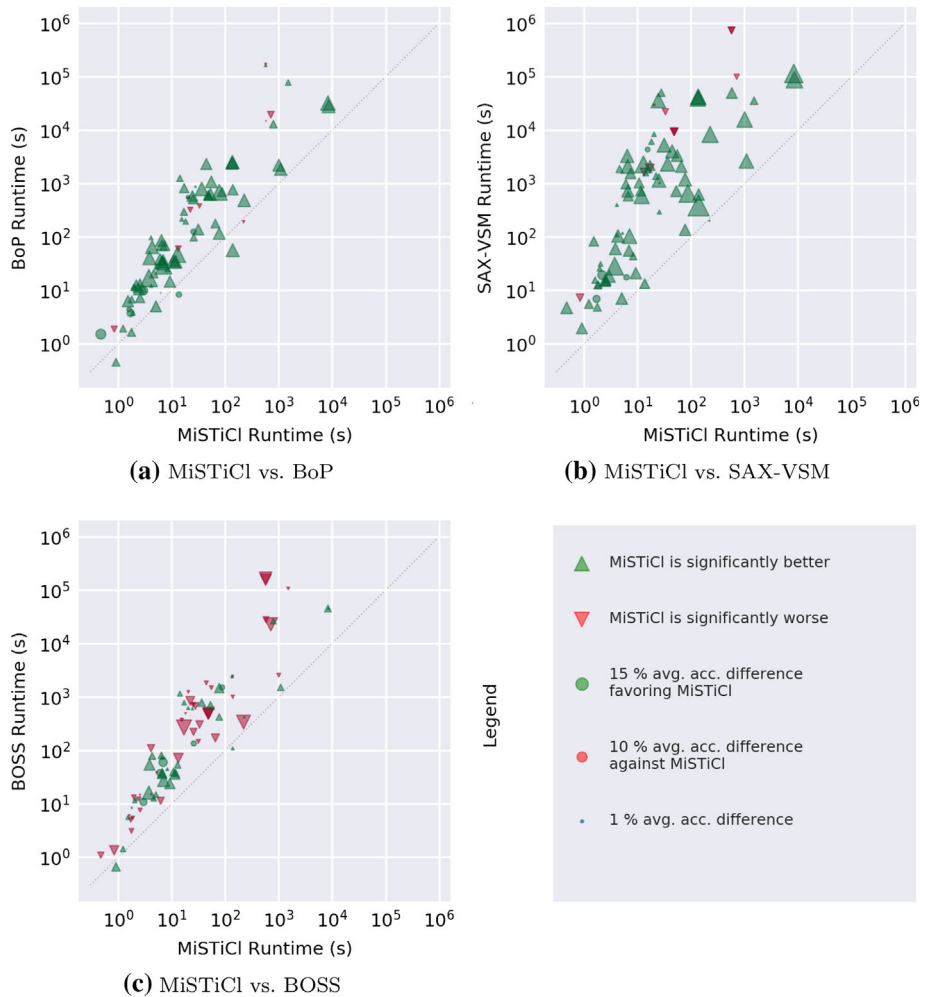 10^6
10^5
10^4
10^3
10^2
10^1
10^0
BoP Runtime (s)
10^0 10^1 10^2 10^3 10^4 10^5 10^6
MiSTiCl Runtime (s)
(a) MiSTiCl vs. BoP
10^6
10^5
10^4
10^3
10^2
10^1
10^0
SAX-VSM Runtime (s)
10^0 10^1 10^2 10^3 10^4 10^5 10^6
MiSTiCl Runtime (s)
(b) MiSTiCl vs. SAX-VSM
10^6
10^5
10^4
10^3
10^2
10^1
10^0
BOSS Runtime (s)
10^0 10^1 10^2 10^3 10^4 10^5 10^6
MiSTiCl Runtime (s)
(c) MiSTiCl vs. BOSS
Legend
MiSTiCl is significantly better
MiSTiCl is significantly worse
15 % avg. acc. difference
favoring MiSTiCl
10 % avg. acc. difference
against MiSTiCl
1 % avg. acc. difference